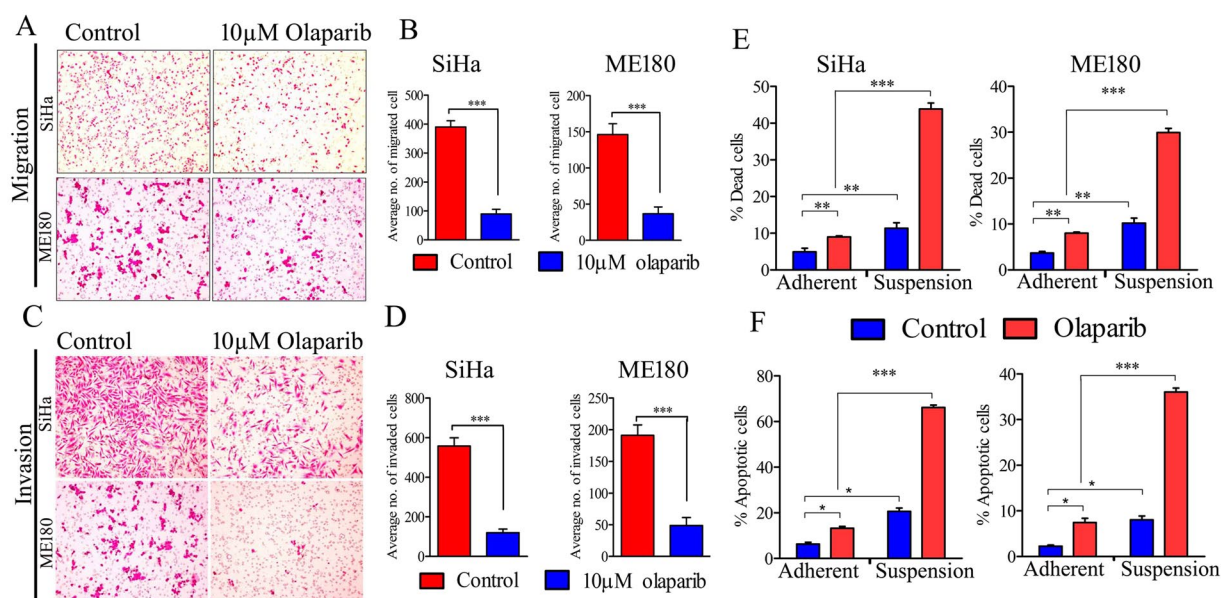 A
Control
10µM Olaparib
Migration
SiHa
ME180
B
SiHa
ME180
Average no. of migrated cell
500
400
300
200
100
0
***
Average no. of migrated cell
200
150
100
50
0
***
Control
10µM olaparib
C
Control
10µM Olaparib
Invasion
SiHa
ME180
D
SiHa
ME180
Average no. of invaded cells
800
600
400
200
0
***
Average no. of invaded cells
250
200
150
100
50
0
***
Control
10µM olaparib
E
SiHa
ME180
% Dead cells
50
40
30
20
10
0
**
**
***
Adherent Suspension
% Dead cells
40
30
20
10
0
**
**
***
Adherent Suspension
Control
Olaparib
F
% Apoptotic cells
80
60
40
20
0
*
*
***
Adherent Suspension
% Apoptotic cells
40
30
20
10
0
*
*
***
Adherent Suspension